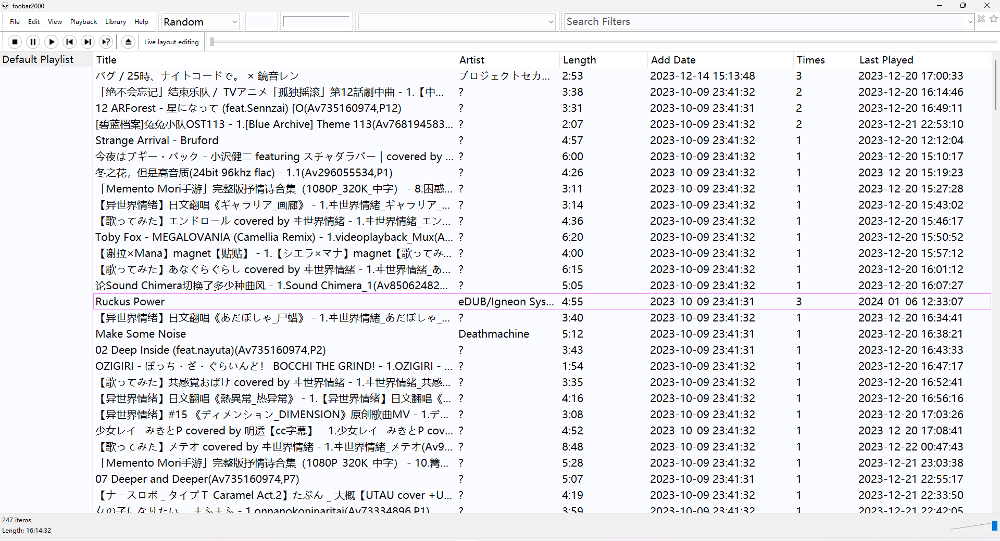 foobar2000
File Edit View Playback Library Help Random Search Filters
Live layout editing
Default Playlist
Title Artist Length Add Date Times Last Played
バグ / 25時、ナイトコードで。 × 鏡音レン プロジェクトセカ... 2:53 2023-12-14 15:13:48 3 2023-12-20 17:00:33
「绝不会忘记」结束乐队 / TVアニメ「孤独摇滚」第12話劇中曲 - 1.【中... ? 3:38 2023-10-09 23:41:32 2 2023-12-20 16:14:46
12 ARForest - 星になって (feat.Sennzai) [O(Av735160974,P12) ? 3:31 2023-10-09 23:41:31 2 2023-12-20 16:49:11
[碧蓝档案]兔兔小队OST113 - 1.[Blue Archive] Theme 113(Av768194583... ? 2:07 2023-10-09 23:41:32 2 2023-12-21 22:53:10
Strange Arrival - Bruford ? 4:57 2023-10-09 23:41:32 1 2023-12-20 12:12:04
今夜はブギー・バック - 小沢健二 featuring スチャダラパー | covered by ... ? 6:00 2023-10-09 23:41:32 1 2023-12-20 15:10:17
冬之花，但是高音质(24bit 96khz flac) - 1.1(Av296055534,P1) ? 4:26 2023-10-09 23:41:32 1 2023-12-20 15:19:23
「Memento Mori手游」完整版抒情诗合集（1080P_320K_中字） - 8.困惑... ? 3:11 2023-10-09 23:41:32 1 2023-12-20 15:27:28
【异世界情绪】日文翻唱《ギャラリア_画廊》 - 1.ヰ世界情緒_ギャラリア_... ? 3:14 2023-10-09 23:41:32 1 2023-12-20 15:43:02
【歌ってみた】エンドロール covered by ヰ世界情緒 - 1.ヰ世界情緒_エン... ? 4:36 2023-10-09 23:41:32 1 2023-12-20 15:46:17
Toby Fox - MEGALOVANIA (Camellia Remix) - 1.videoplayback_Mux(A... ? 6:20 2023-10-09 23:41:32 1 2023-12-20 15:50:52
【谢拉×Mana】magnet【贴贴】 - 1.【シエラ×マナ】magnet【歌ってみ... ? 4:00 2023-10-09 23:41:32 1 2023-12-20 15:57:12
【歌ってみた】あなぐらぐらし covered by ヰ世界情緒 - 1.ヰ世界情緒_あ... ? 6:15 2023-10-09 23:41:32 1 2023-12-20 16:01:12
论Sound Chimera切换了多少种曲风 - 1.Sound Chimera_1(Av85062482... ? 5:05 2023-10-09 23:41:32 1 2023-12-20 16:07:27
Ruckus Power eDUB/Igneon Sys... 4:55 2023-10-09 23:41:31 3 2024-01-06 12:33:07
【异世界情绪】日文翻唱《あだぽしゃ_尸蜡》 - 1.ヰ世界情緒_あだぽしゃ_... ? 3:40 2023-10-09 23:41:32 1 2023-12-20 16:34:41
Make Some Noise Deathmachine 5:12 2023-10-09 23:41:31 1 2023-12-20 16:38:21
02 Deep Inside (feat.nayuta)(Av735160974,P2) ? 3:43 2023-10-09 23:41:31 1 2023-12-20 16:43:33
OZIGIRI - ぼっち・ざ・ぐらいんど！ BOCCHI THE GRIND! - 1.OZIGIRI - ... ? 1:54 2023-10-09 23:41:32 1 2023-12-20 16:47:17
【歌ってみた】共感覚おばけ covered by ヰ世界情緒 - 1.ヰ世界情緒_共感... ? 3:35 2023-10-09 23:41:32 1 2023-12-20 16:52:41
【异世界情绪】日文翻唱《熱異常_热异常》 - 1.【异世界情绪】日文翻唱《... ? 4:16 2023-10-09 23:41:32 1 2023-12-20 16:56:16
【异世界情绪】#15 《ディメンション_DIMENSION》原创歌曲MV - 1.デ... ? 3:08 2023-10-09 23:41:32 1 2023-12-20 17:03:26
少女レイ- みきとP covered by 明透【cc字幕】 - 1.少女レイ- みきとP cov... ? 4:52 2023-10-09 23:41:32 1 2023-12-20 17:08:41
【歌ってみた】メテオ covered by ヰ世界情緒 - 1.ヰ世界情緒_メテオ(Av9... ? 8:48 2023-10-09 23:41:32 1 2023-12-22 00:47:43
「Memento Mori手游」完整版抒情诗合集（1080P_320K_中字） - 10.篝... ? 5:28 2023-10-09 23:41:32 1 2023-12-21 23:03:38
07 Deeper and Deeper(Av735160974,P7) ? 5:07 2023-10-09 23:41:31 1 2023-12-21 22:55:17
【ナースロボ _ タイプT Caramel Act.2】たぶん _ 大概【UTAU cover +U... ? 4:19 2023-10-09 23:41:32 1 2023-12-21 22:33:50
女の子になりたい、 まふまふ - 1.onnanokoninaritai(Av73334896,P1) ? 3:59 2023-10-09 23:41:32 1 2023-12-21 22:42:05
247 items
Length: 16:14:32